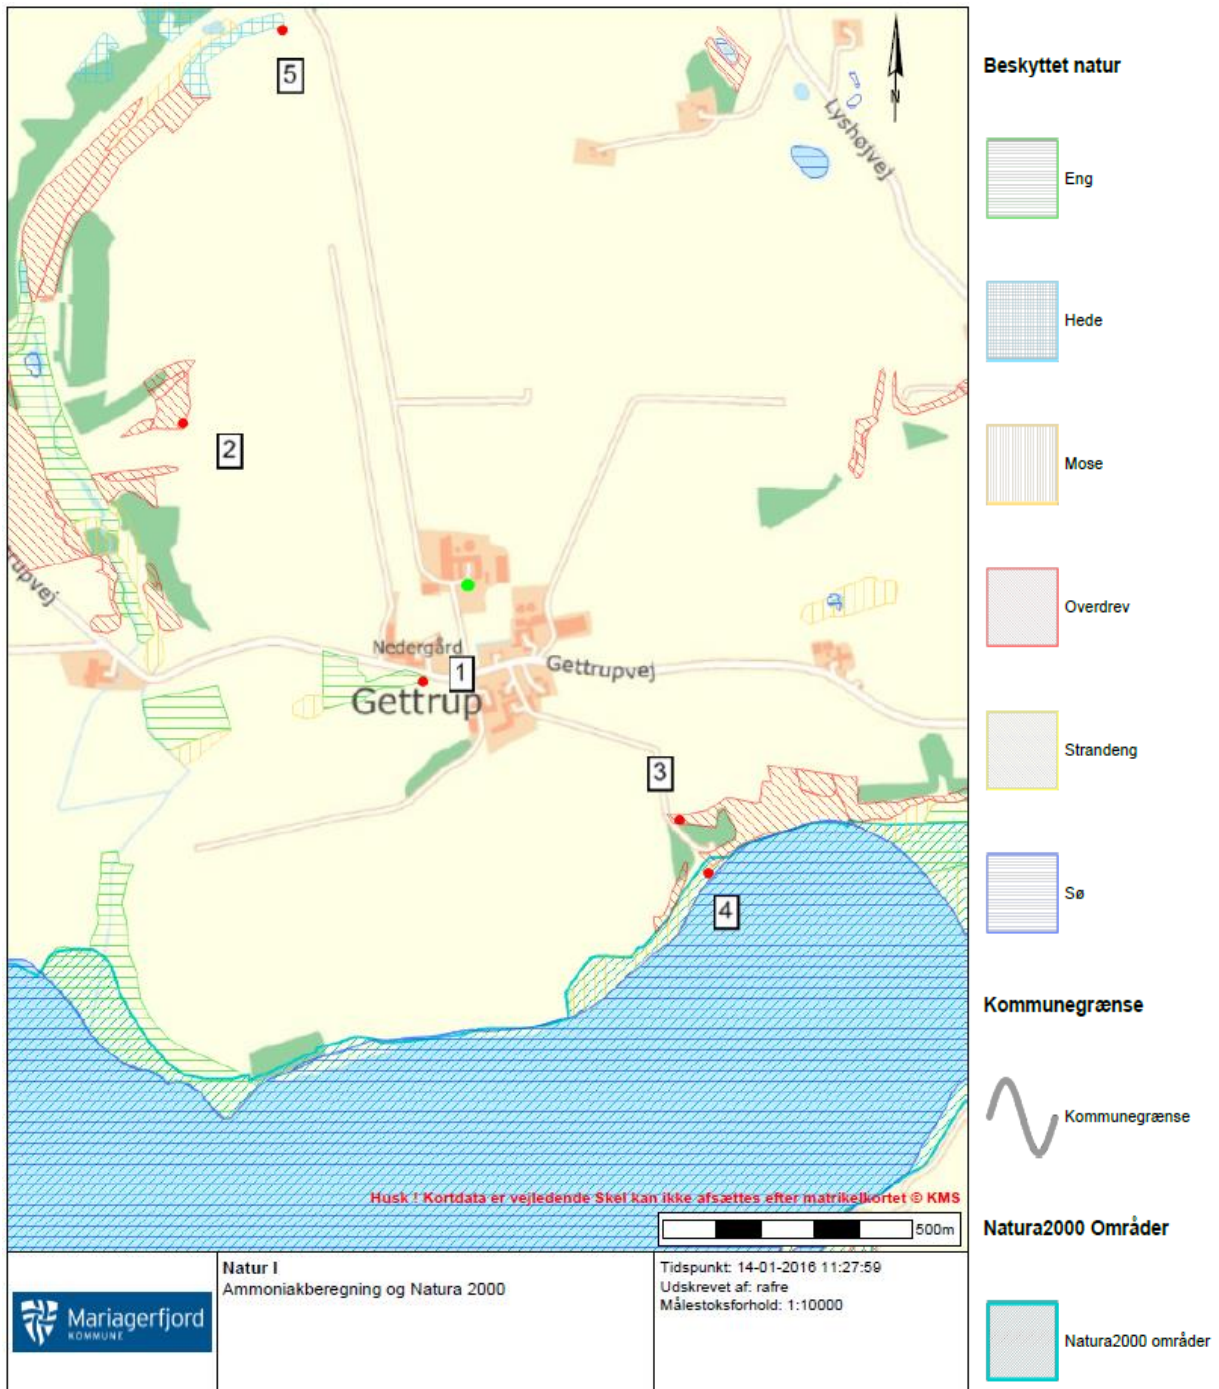 5
N
Lyshøjvej
2
trupvej
Nedergård
1
Gettrupvej
Gettrup
3
4
Husk ! Kortdata er vejledende Skel kan ikke afsættes efter matrikelkortet © KMS
500m
Mariagerfjord
KOMMUNE
Natur I
Ammoniakberegning og Natura 2000
Tidspunkt: 14-01-2016 11:27:59
Udskrevet af: rafre
Målestoksforhold: 1:10000
Beskyttet natur
Eng
Hede
Mose
Overdrev
Strandeng
Sø
Kommunegrænse
Kommunegrænse
Natura2000 Områder
Natura2000 områder